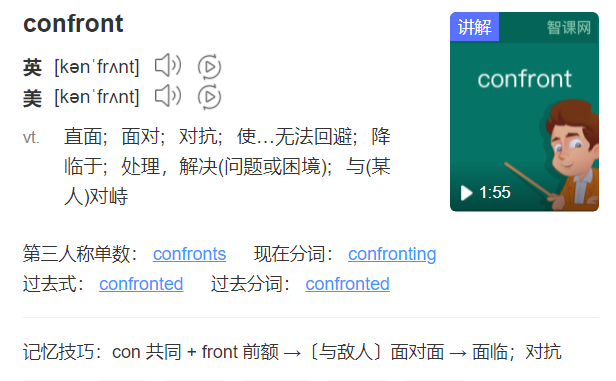 confront
英 [kənˈfrʌnt]
美 [kənˈfrʌnt]
vt. 直面；面对；对抗；使…无法回避；降
临于；处理，解决(问题或困境)；与(某
人)对峙
第三人称单数： confronts 现在分词： confronting
过去式： confronted 过去分词： confronted
记忆技巧：con 共同 + front 前额 →〔与敌人〕面对面 → 面临；对抗
讲解 智课网
confront
1:55